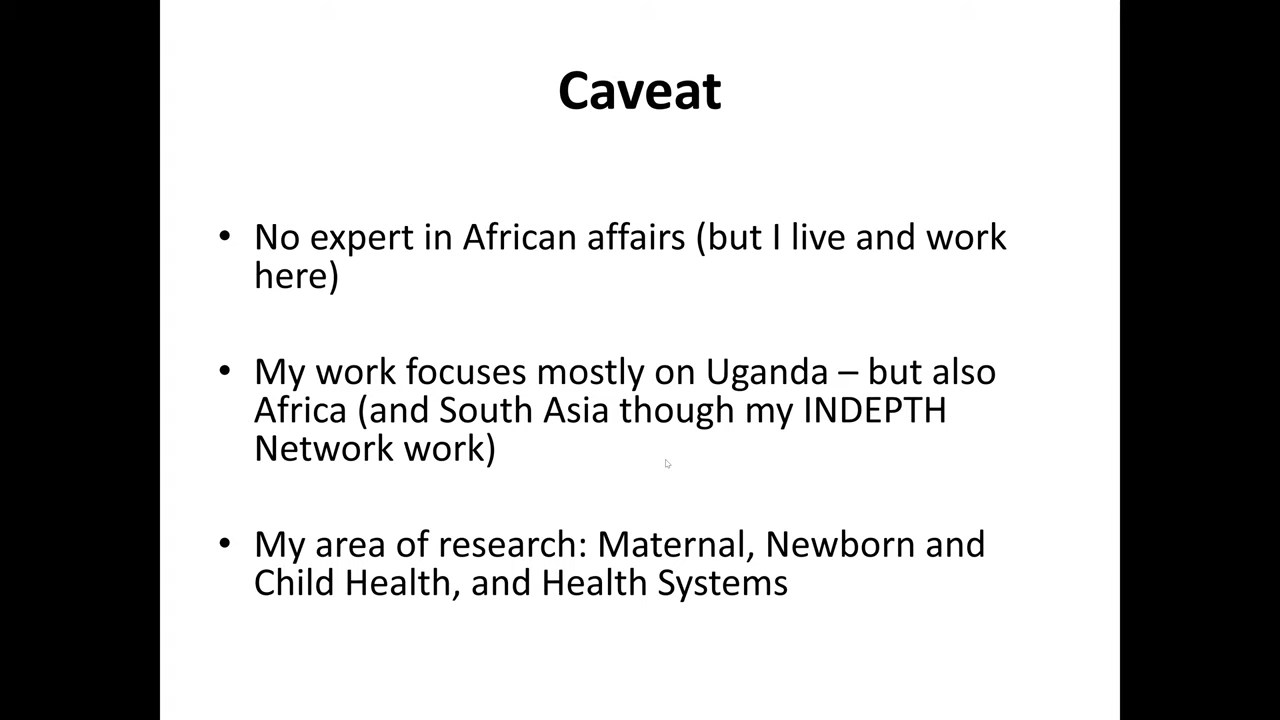 Caveat
• No expert in African affairs (but I live and work
here)
• My work focuses mostly on Uganda – but also
Africa (and South Asia though my INDEPTH
Network work)
• My area of research: Maternal, Newborn and
Child Health, and Health Systems